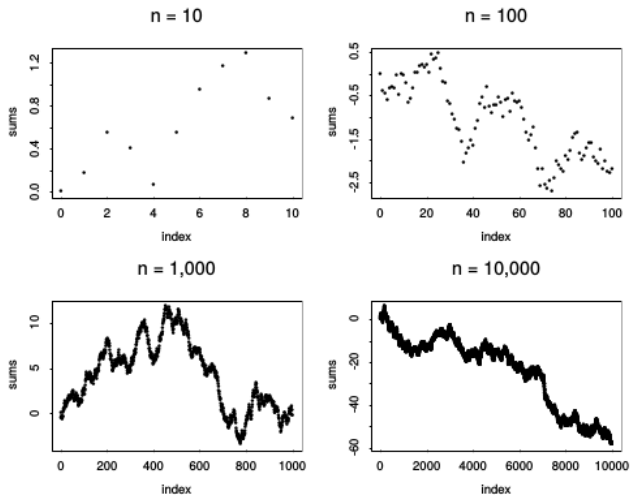 n = 10
sums
0.0 0.4 0.8 1.2
0 2 4 6 8 10
index
n = 100
sums
-2.5 -1.5 -0.5 0.5
0 20 40 60 80 100
index
n = 1,000
sums
0 5 10
0 200 400 600 800 1000
index
n = 10,000
sums
-60 -40 -20 0
0 2000 4000 6000 8000 10000
index